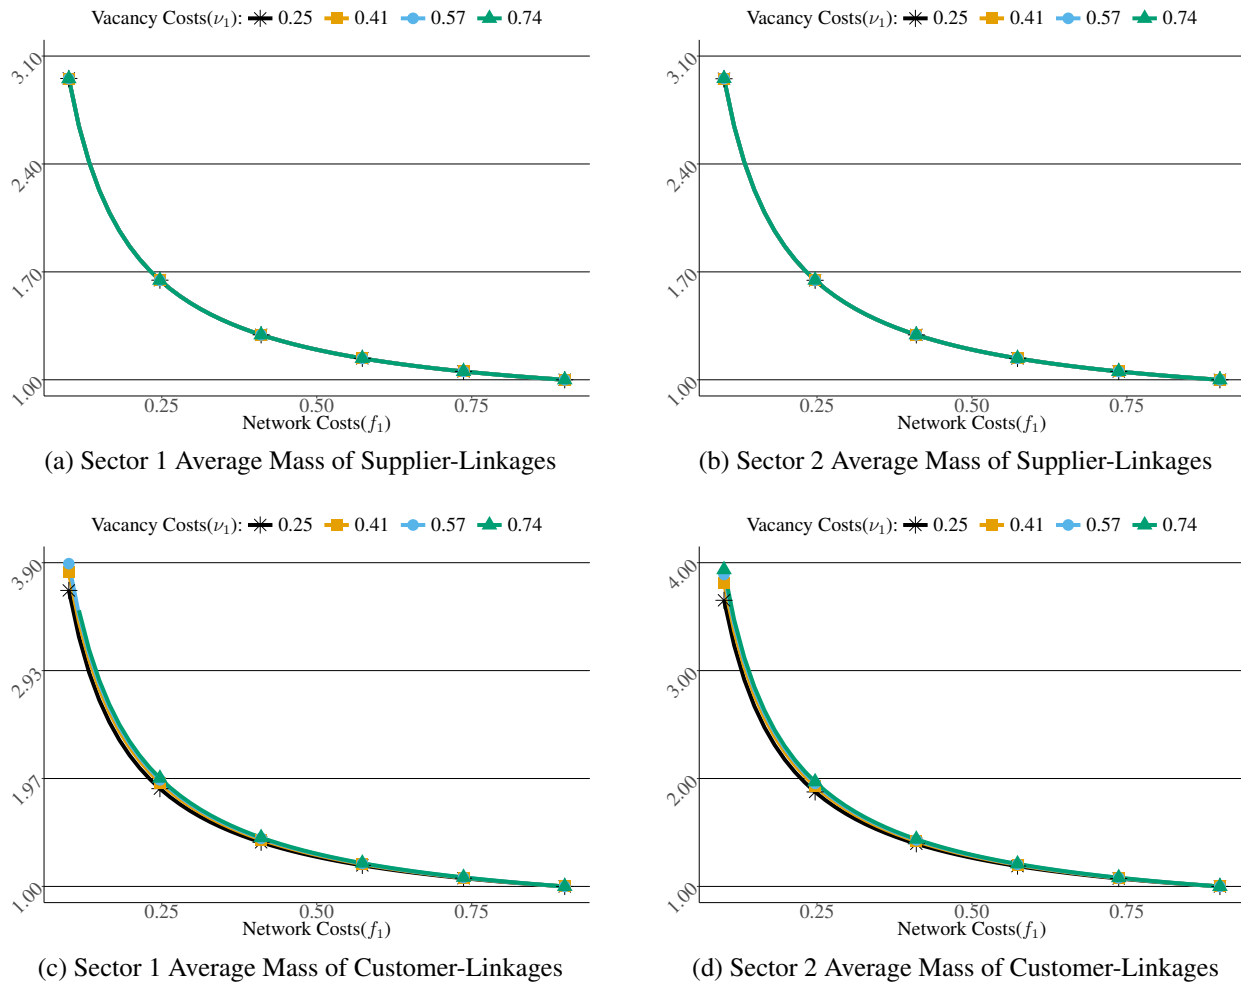 Vacancy Costs(ν₁): 0.25 0.41 0.57 0.74
3.10
2.40
1.70
1.00
0.25 0.50 0.75
Network Costs(f₁)
(a) Sector 1 Average Mass of Supplier-Linkages
Vacancy Costs(ν₁): 0.25 0.41 0.57 0.74
3.10
2.40
1.70
1.00
0.25 0.50 0.75
Network Costs(f₁)
(b) Sector 2 Average Mass of Supplier-Linkages
Vacancy Costs(ν₁): 0.25 0.41 0.57 0.74
3.90
2.93
1.97
1.00
0.25 0.50 0.75
Network Costs(f₁)
(c) Sector 1 Average Mass of Customer-Linkages
Vacancy Costs(ν₁): 0.25 0.41 0.57 0.74
4.00
3.00
2.00
1.00
0.25 0.50 0.75
Network Costs(f₁)
(d) Sector 2 Average Mass of Customer-Linkages